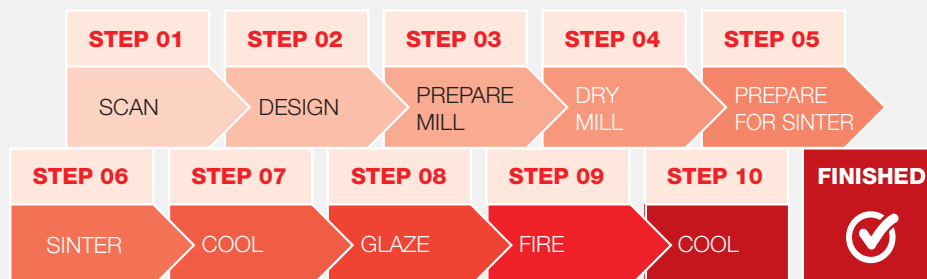 STEP 01 STEP 02 STEP 03 STEP 04 STEP 05
SCAN DESIGN PREPARE MILL DRY MILL PREPARE FOR SINTER
STEP 06 STEP 07 STEP 08 STEP 09 STEP 10 FINISHED
SINTER COOL GLAZE FIRE COOL